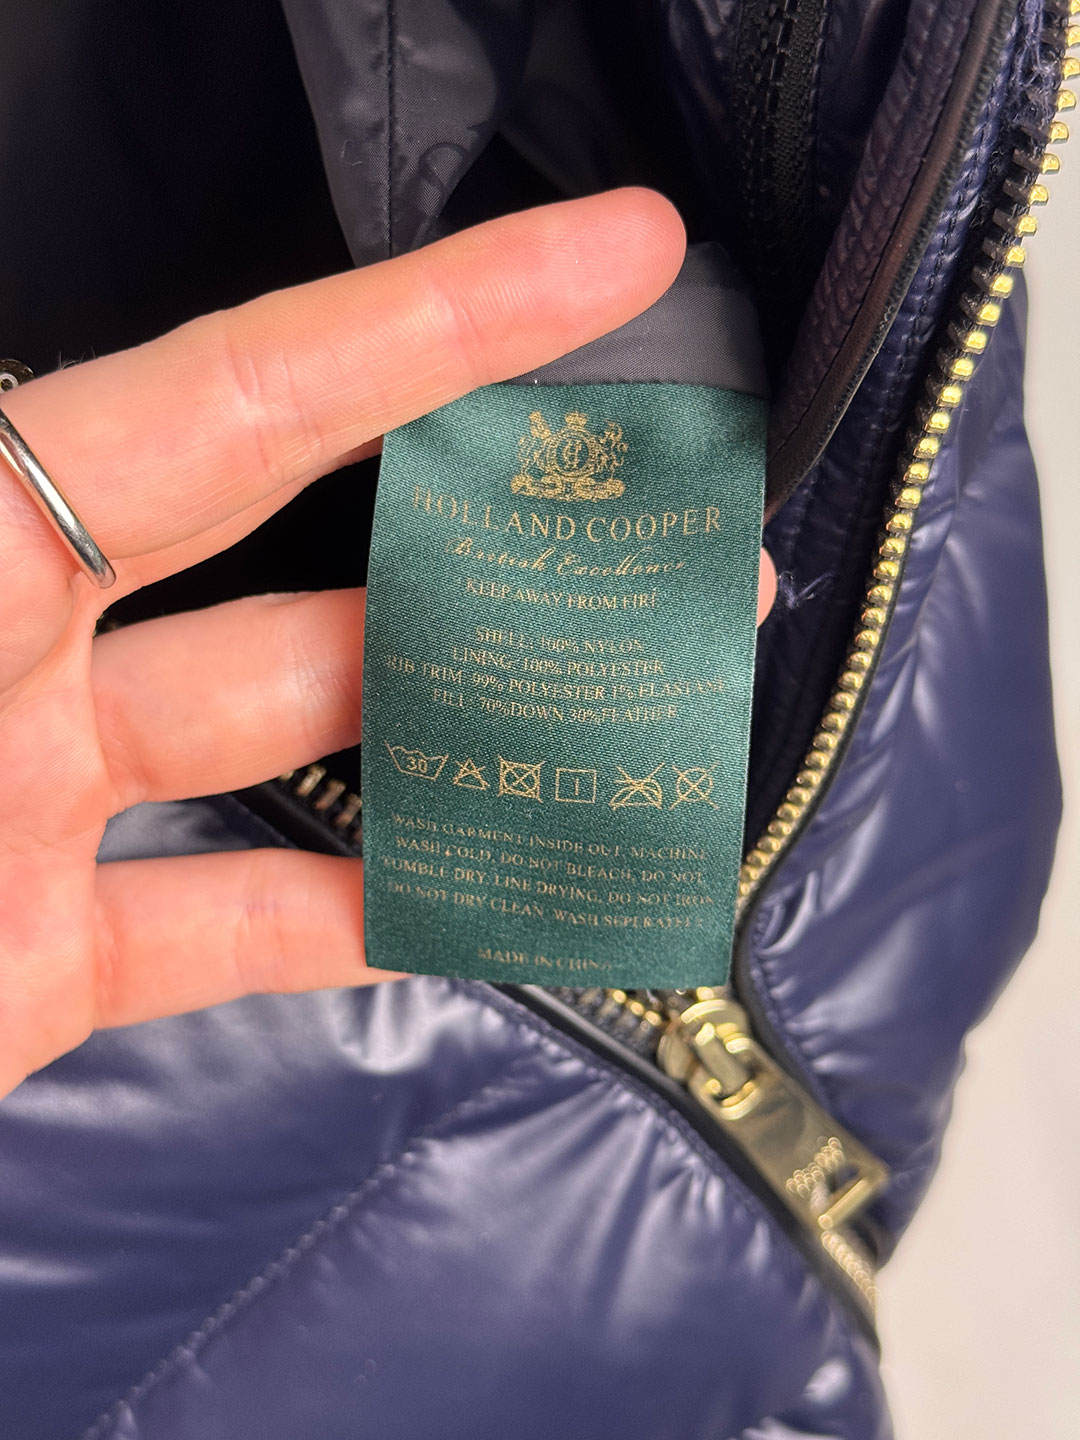 HOLLAND COOPER
British Excellence
KEEP AWAY FROM FIRE
SHELL: 100% NYLON
LINING: 100% POLYESTER
RIB TRIM: 99% POLYESTER 1% ELASTANE
FILL: 70%DOWN 30%FEATHER
30
WASH GARMENT INSIDE OUT, MACHINE
WASH COLD, DO NOT BLEACH, DO NOT
TUMBLE DRY, LINE DRYING, DO NOT IRON
DO NOT DRY CLEAN, WASH SEPERATELY
MADE IN CHINA